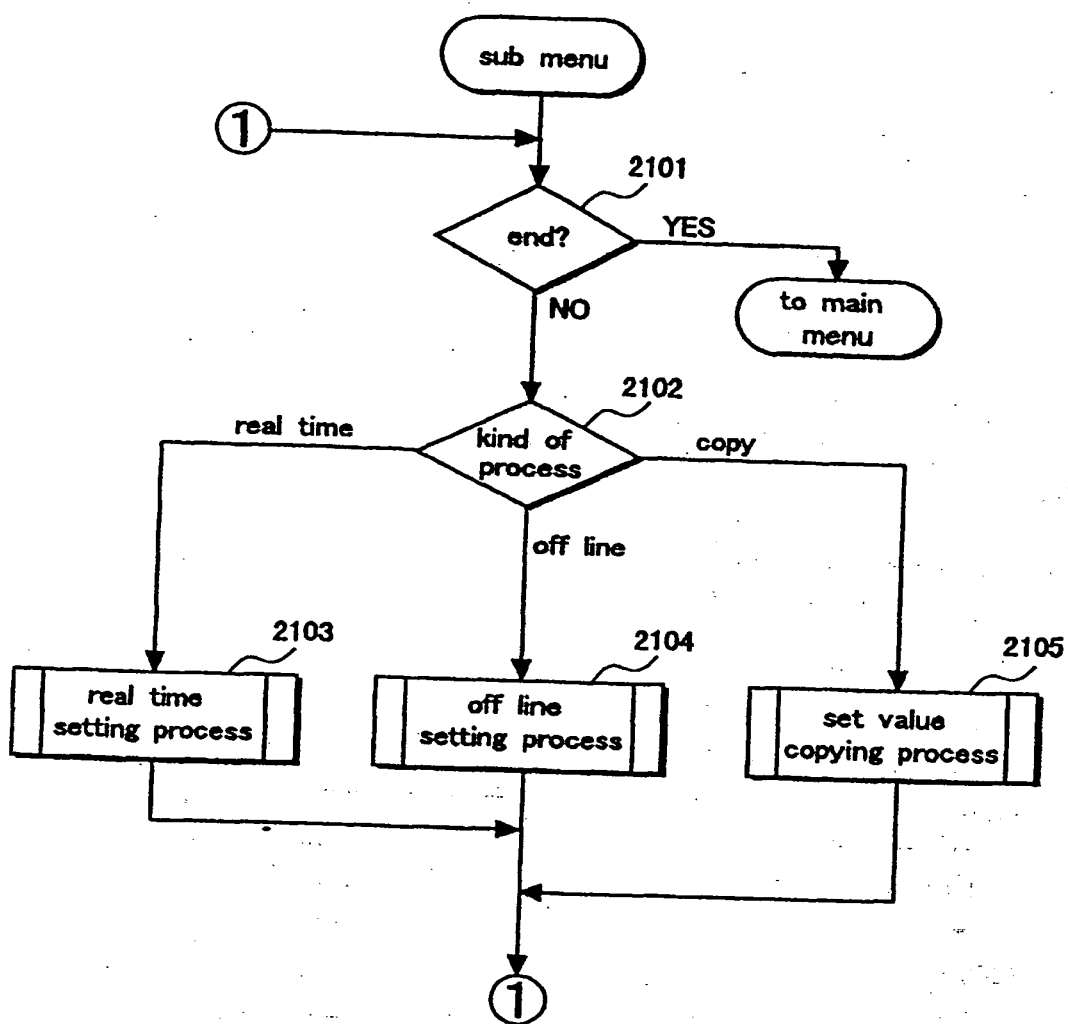 sub menu
1
2101
end?
YES
to main
menu
NO
2102
real time
kind of
process
copy
off line
2103
real time
setting process
2104
off line
setting process
2105
set value
copying process
1